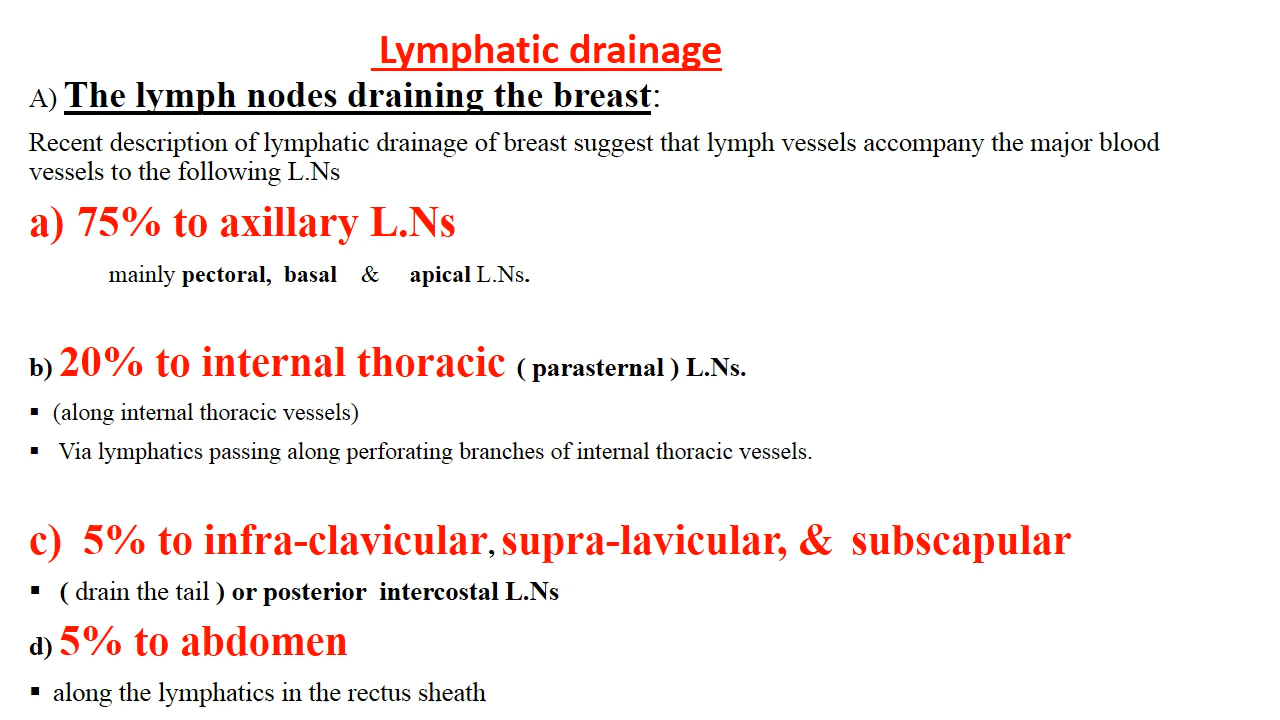 Lymphatic drainage
A) The lymph nodes draining the breast:
Recent description of lymphatic drainage of breast suggest that lymph vessels accompany the major blood
vessels to the following L.Ns
a) 75% to axillary L.Ns
mainly pectoral, basal & apical L.Ns.
b) 20% to internal thoracic ( parasternal ) L.Ns.
▪ (along internal thoracic vessels)
▪ Via lymphatics passing along perforating branches of internal thoracic vessels.
c) 5% to infra-clavicular, supra-lavicular, & subscapular
▪ ( drain the tail ) or posterior intercostal L.Ns
d) 5% to abdomen
▪ along the lymphatics in the rectus sheath